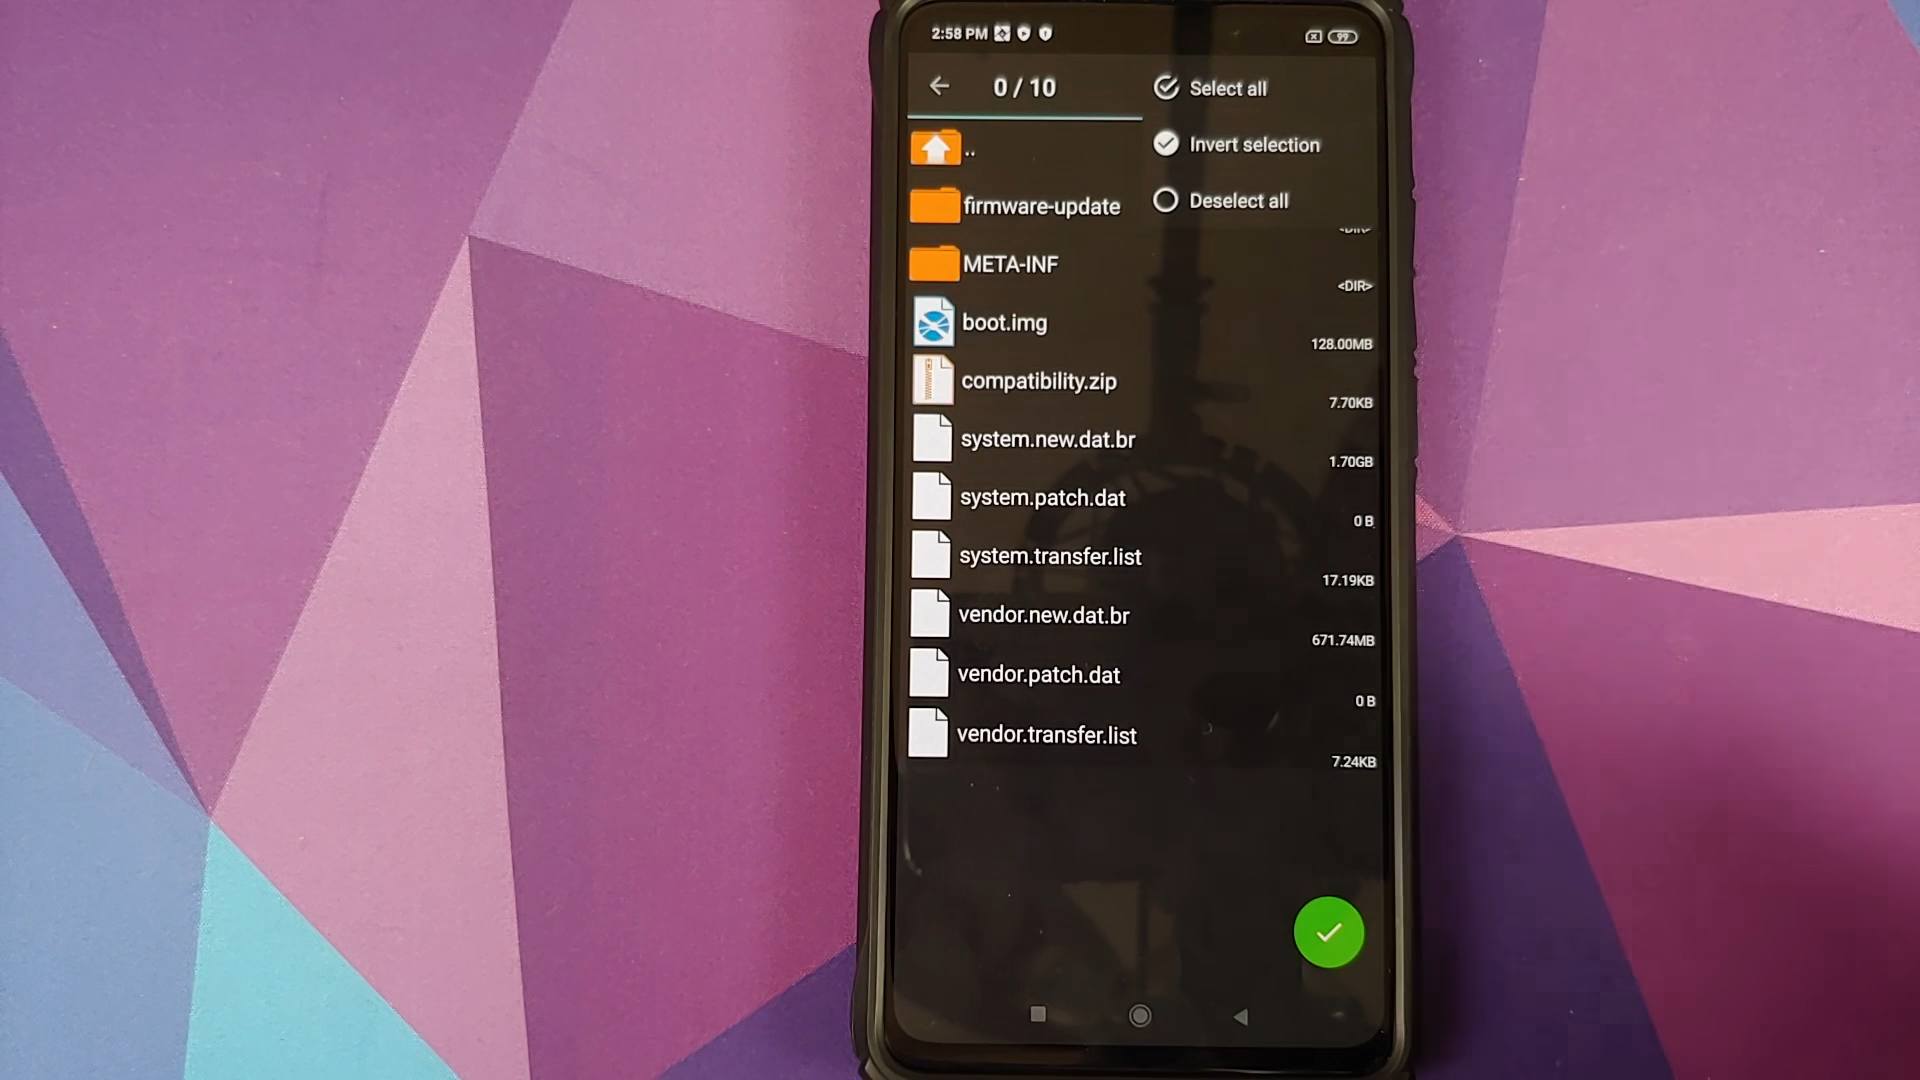 2:58 PM
99
0 / 10
Select all
Invert selection
Deselect all
..
firmware-update
<DIR>
META-INF
<DIR>
boot.img
128.00MB
compatibility.zip
7.70KB
system.new.dat.br
1.70GB
system.patch.dat
0 B
system.transfer.list
17.19KB
vendor.new.dat.br
671.74MB
vendor.patch.dat
0 B
vendor.transfer.list
7.24KB